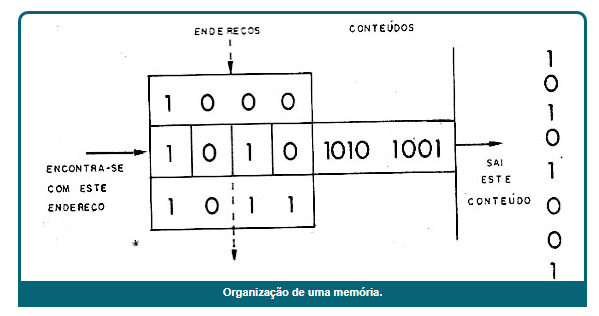 ENDEREÇOS
CONTEÚDOS
1 0 0 0
1 0 1 0 1010 1001
1 0 1 1
ENCONTRA-SE
COM ESTE
ENDEREÇO
SAI
ESTE
CONTEÚDO
1
0
1
0
1
0
0
1
*
Organização de uma memória.